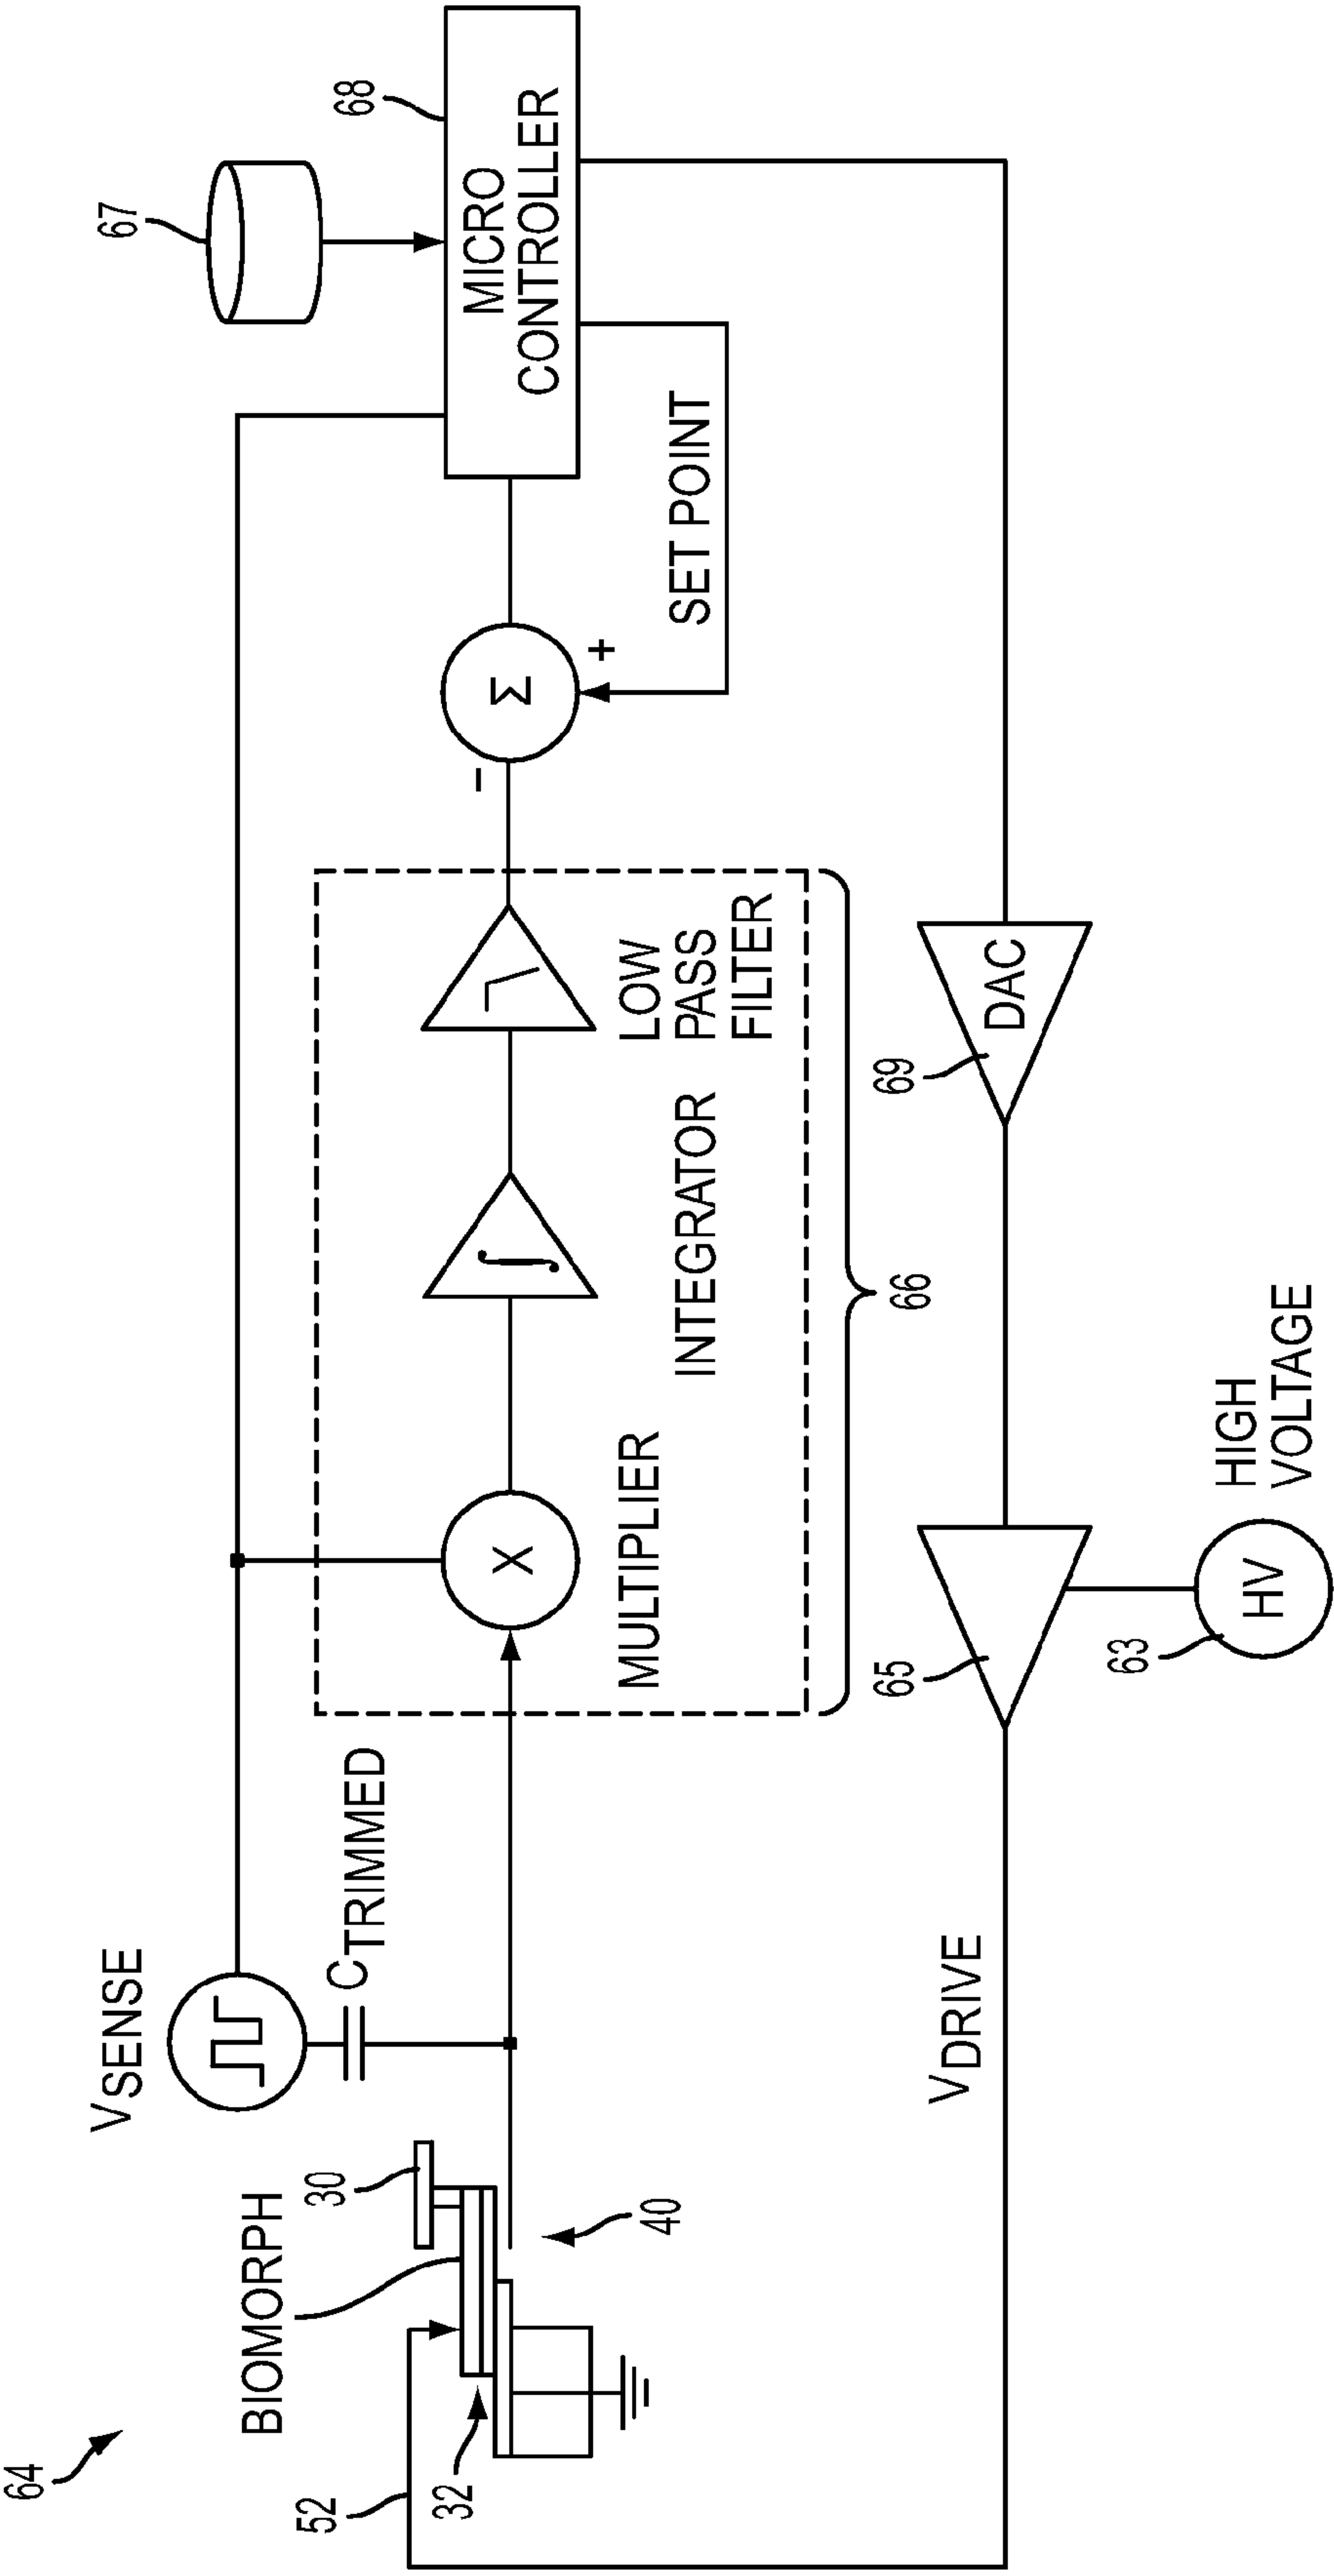 64
52
32
BIOMORPH
30
40
VSENSE
CTRIMMED
VDRIVE
X
MULTIPLIER
∫
INTEGRATOR
LOW
PASS
FILTER
66
-
Σ
+
SET POINT
67
68
MICRO
CONTROLLER
65
63
HV
HIGH
VOLTAGE
69
DAC